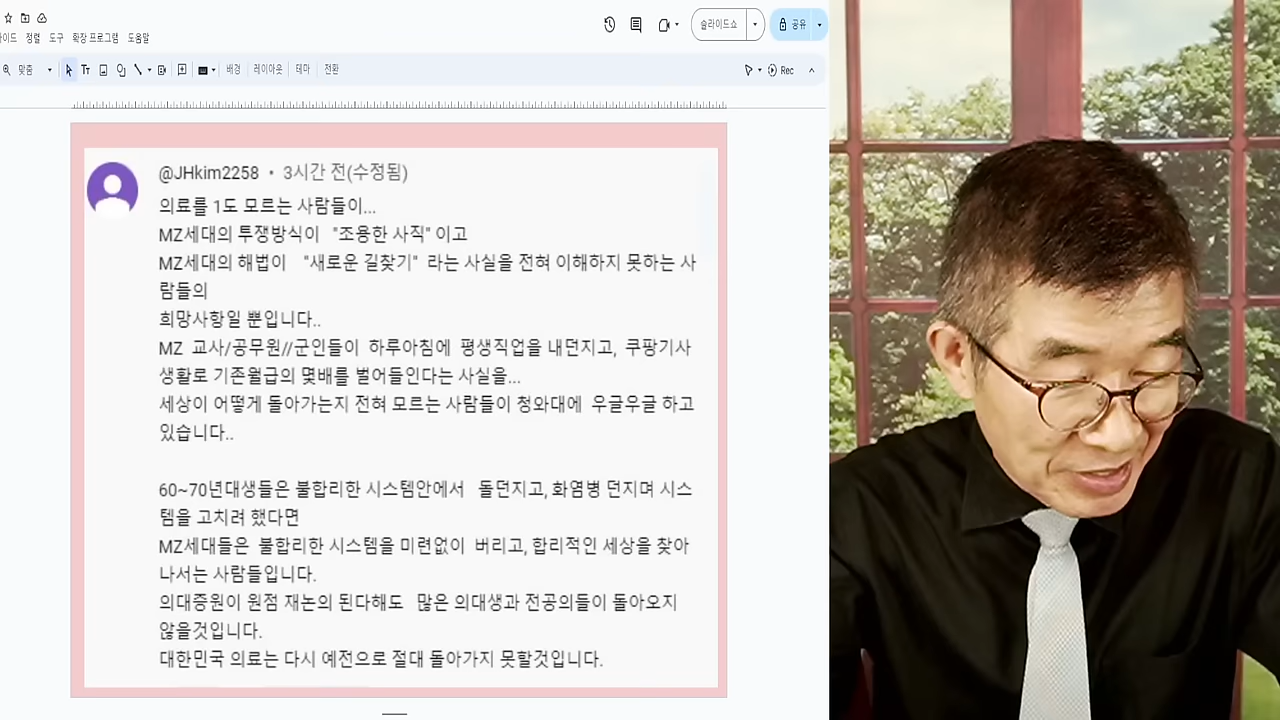 이드 정렬 도구 확장 프로그램 도움말
슬라이드쇼
공유
맞춤
배경 레이아웃 테마 전환
Rec
@JHkim2258 • 3시간 전(수정됨)
의료를 1도 모르는 사람들이...
MZ세대의 투쟁방식이 "조용한 사직" 이고
MZ세대의 해법이 "새로운 길찾기" 라는 사실을 전혀 이해하지 못하는 사
람들의
희망사항일 뿐입니다..
MZ 교사/공무원//군인들이 하루아침에 평생직업을 내던지고, 쿠팡기사
생활로 기존월급의 몇배를 벌어들인다는 사실을...
세상이 어떻게 돌아가는지 전혀 모르는 사람들이 청와대에 우글우글 하고
있습니다..
60~70년대생들은 불합리한 시스템안에서 돌던지고, 화염병 던지며 시스
템을 고치려 했다면
MZ세대들은 불합리한 시스템을 미련없이 버리고, 합리적인 세상을 찾아
나서는 사람들입니다.
의대증원이 원점 재논의 된다해도 많은 의대생과 전공의들이 돌아오지
않을것입니다.
대한민국 의료는 다시 예전으로 절대 돌아가지 못할것입니다.